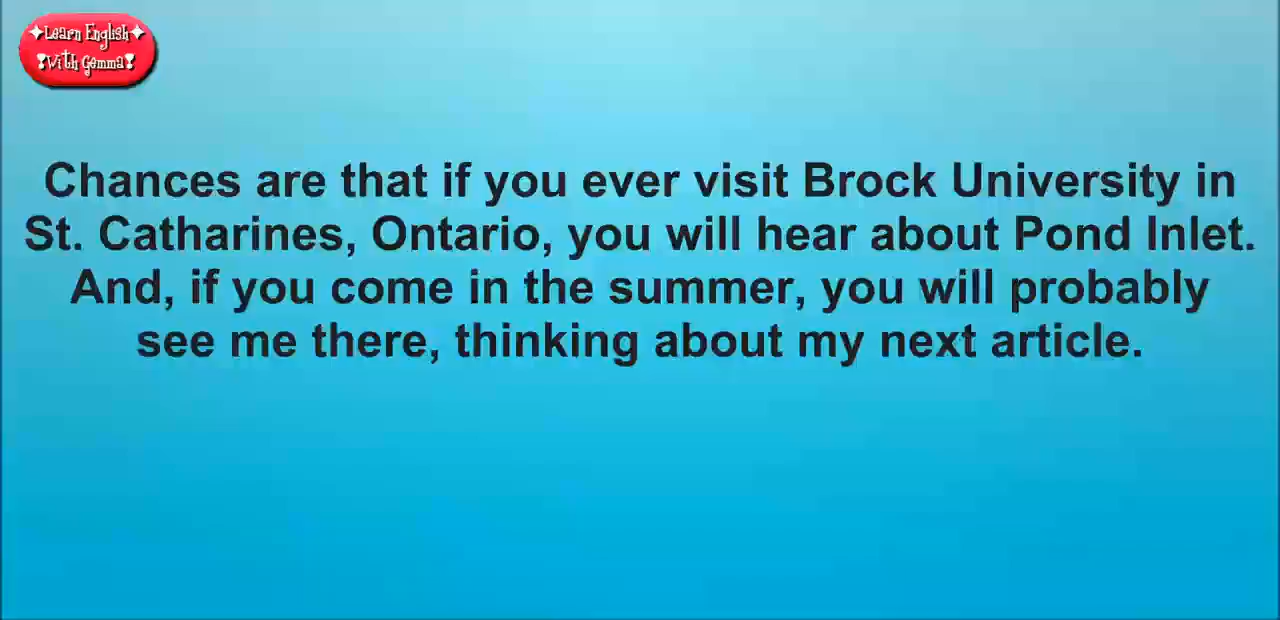 ✦Learn English✦
❢With Gemma❢
Chances are that if you ever visit Brock University in
St. Catharines, Ontario, you will hear about Pond Inlet.
And, if you come in the summer, you will probably
see me there, thinking about my next article.